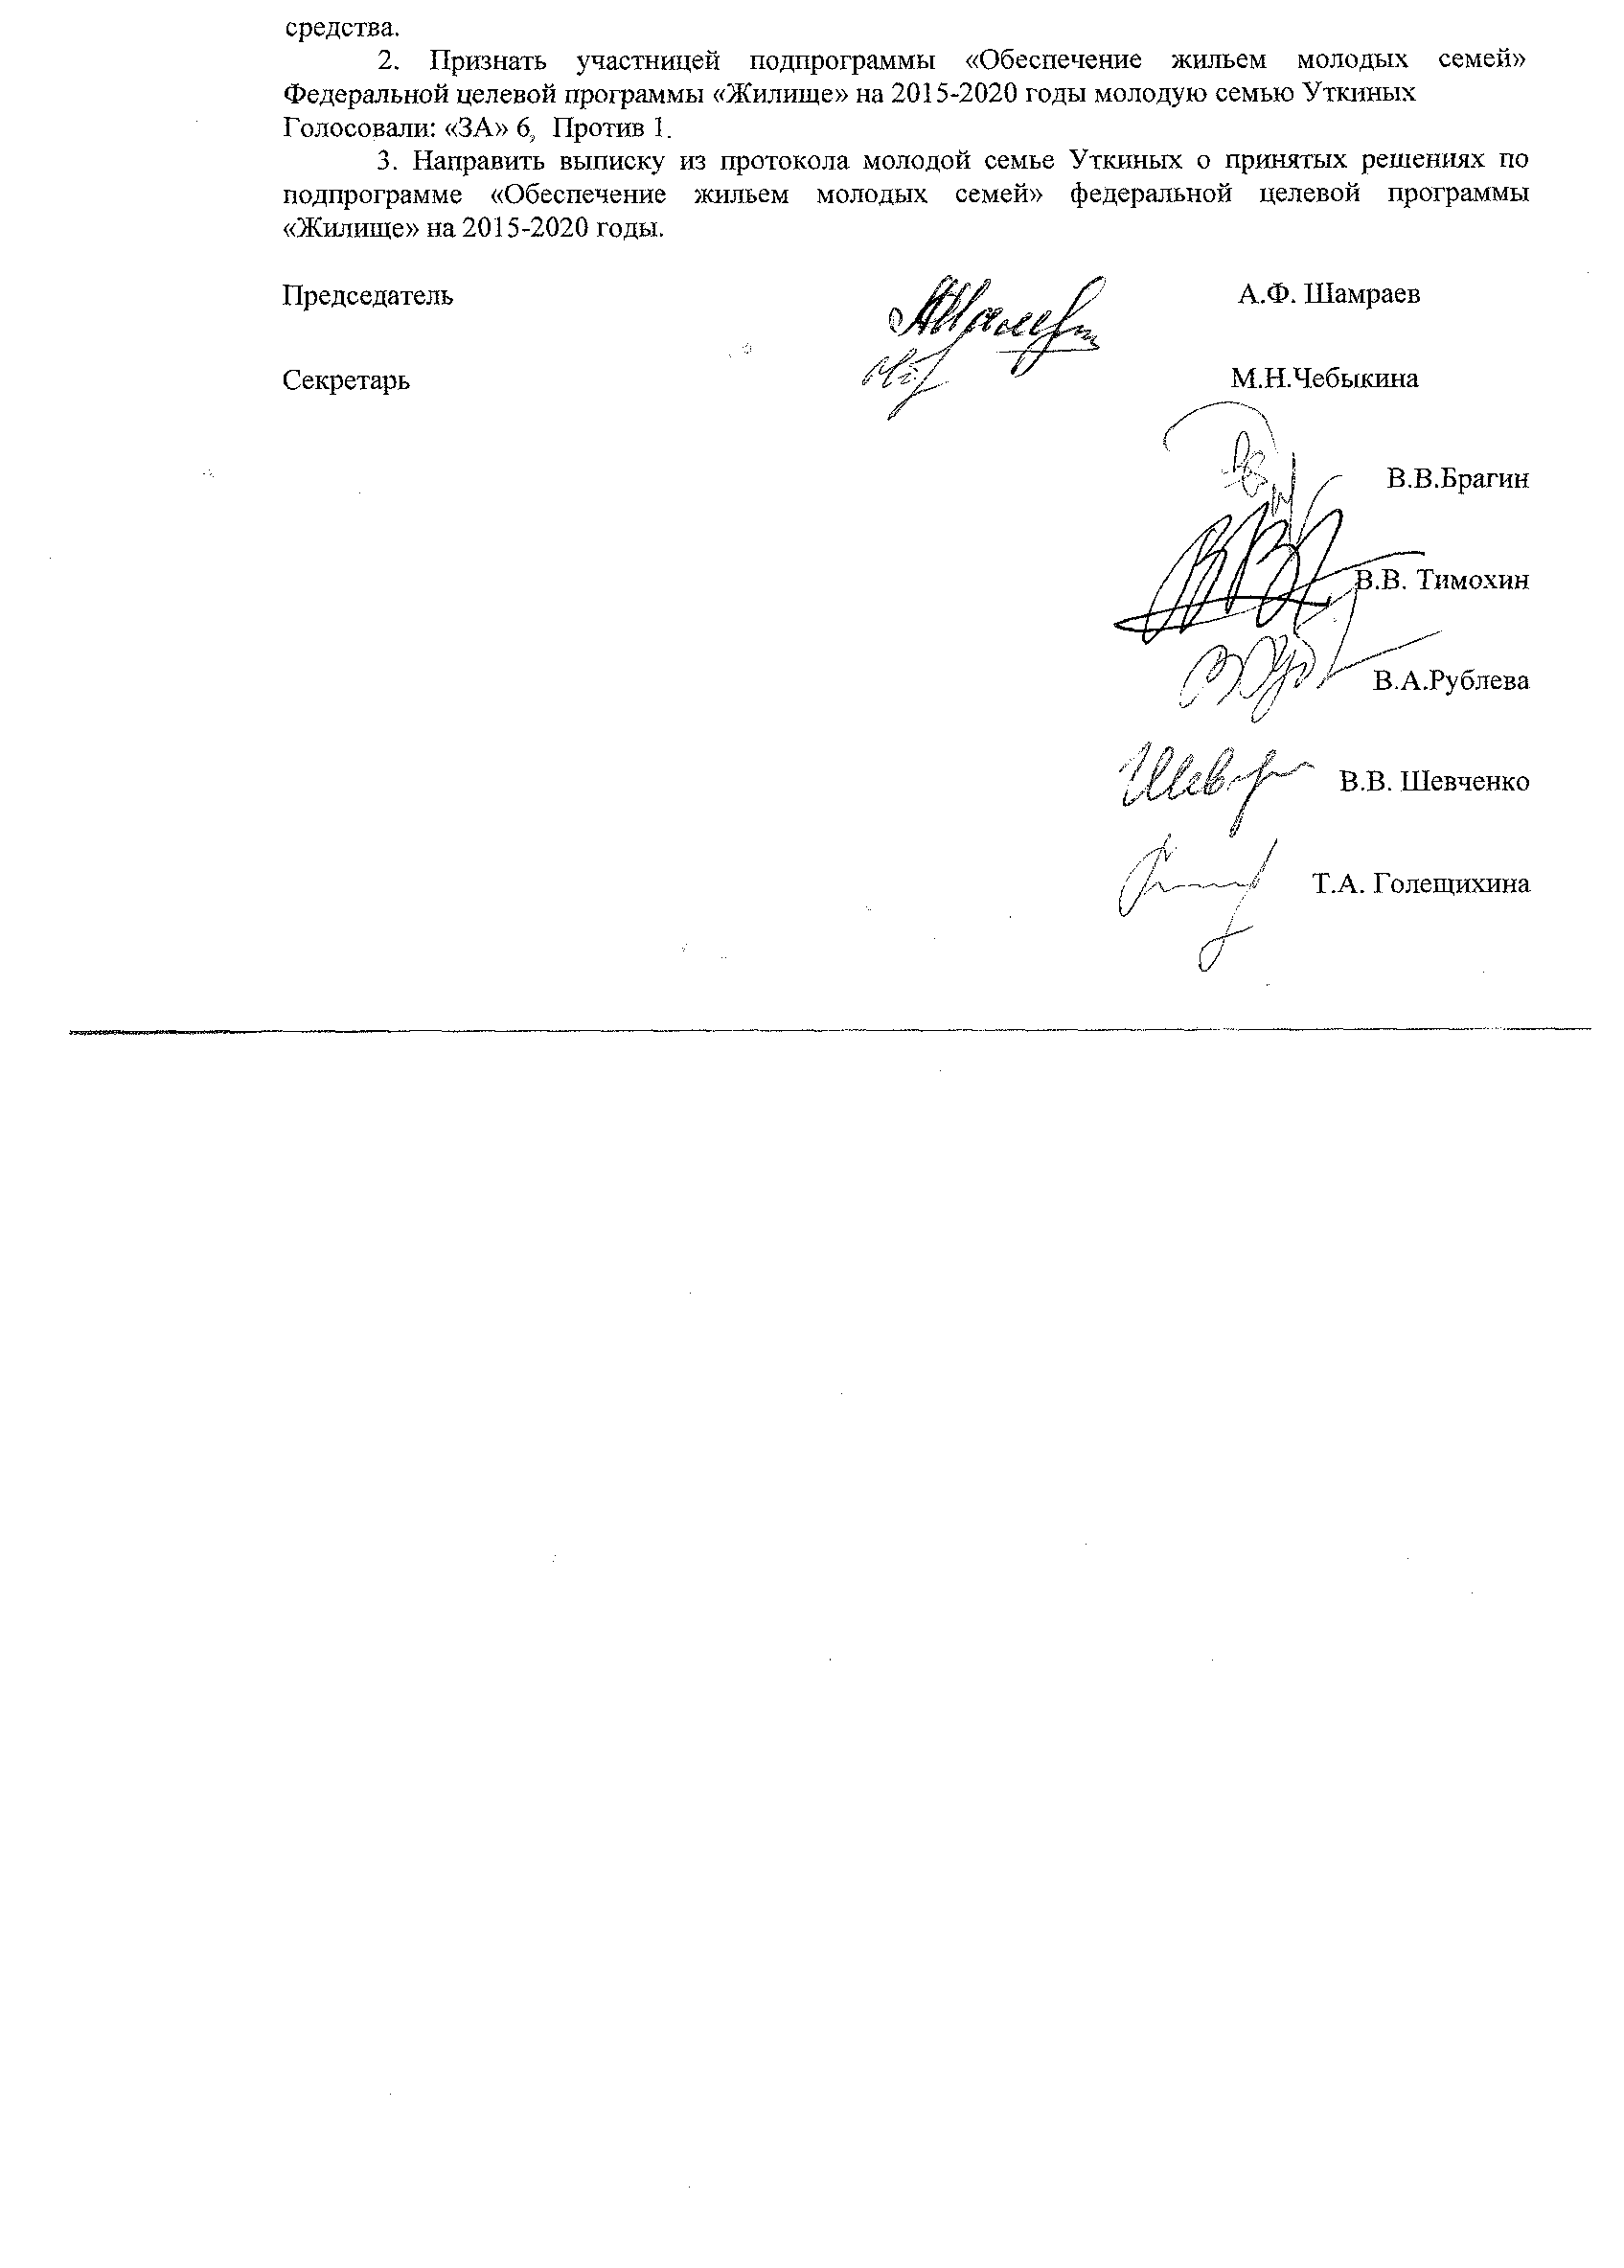 средства.
2. Признать участницей подпрограммы «Обеспечение жильем молодых семей»
Федеральной целевой программы «Жилище» на 2015-2020 годы молодую семью Уткиных
Голосовали: «ЗА» 6, Против 1.
3. Направить выписку из протокола молодой семье Уткиных о принятых решениях по
подпрограмме «Обеспечение жильем молодых семей» федеральной целевой программы
«Жилище» на 2015-2020 годы.
Председатель А.Ф. Шамраев
Секретарь М.Н.Чебыкина
В.В.Брагин
В.В. Тимохин
В.А.Рублева
В.В. Шевченко
Т.А. Голещихина